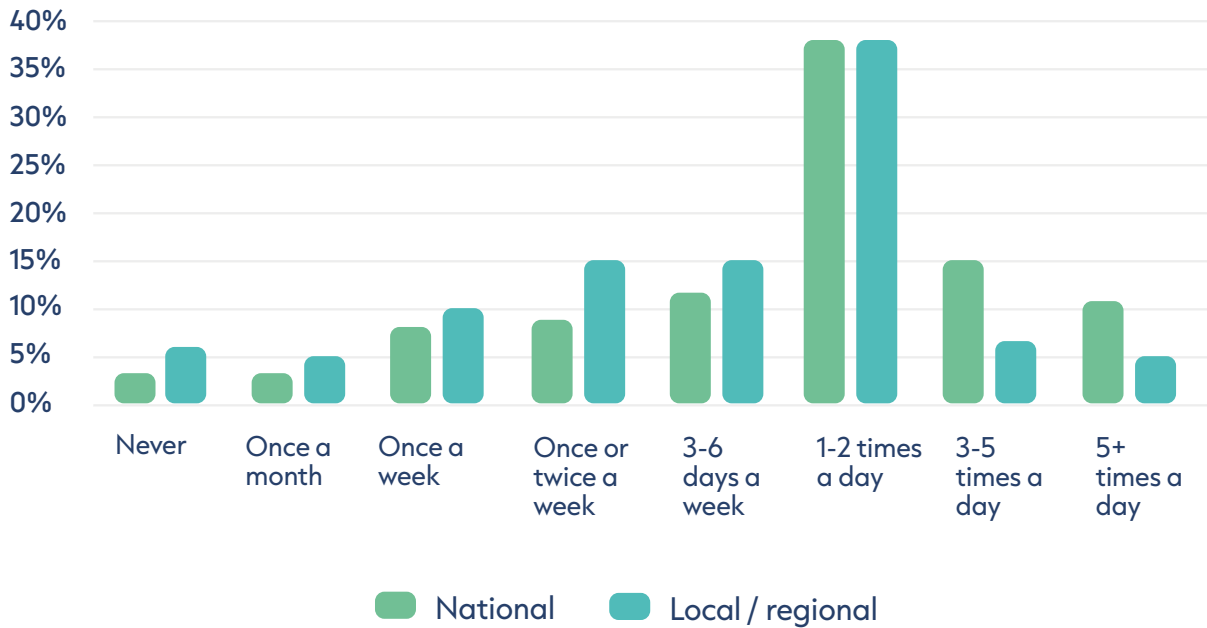 40%
35%
30%
25%
20%
15%
10%
5%
0%
Never
Once a
month
Once a
week
Once or
twice a
week
3-6
days a
week
1-2 times
a day
3-5
times a
day
5+
times a
day
National
Local / regional